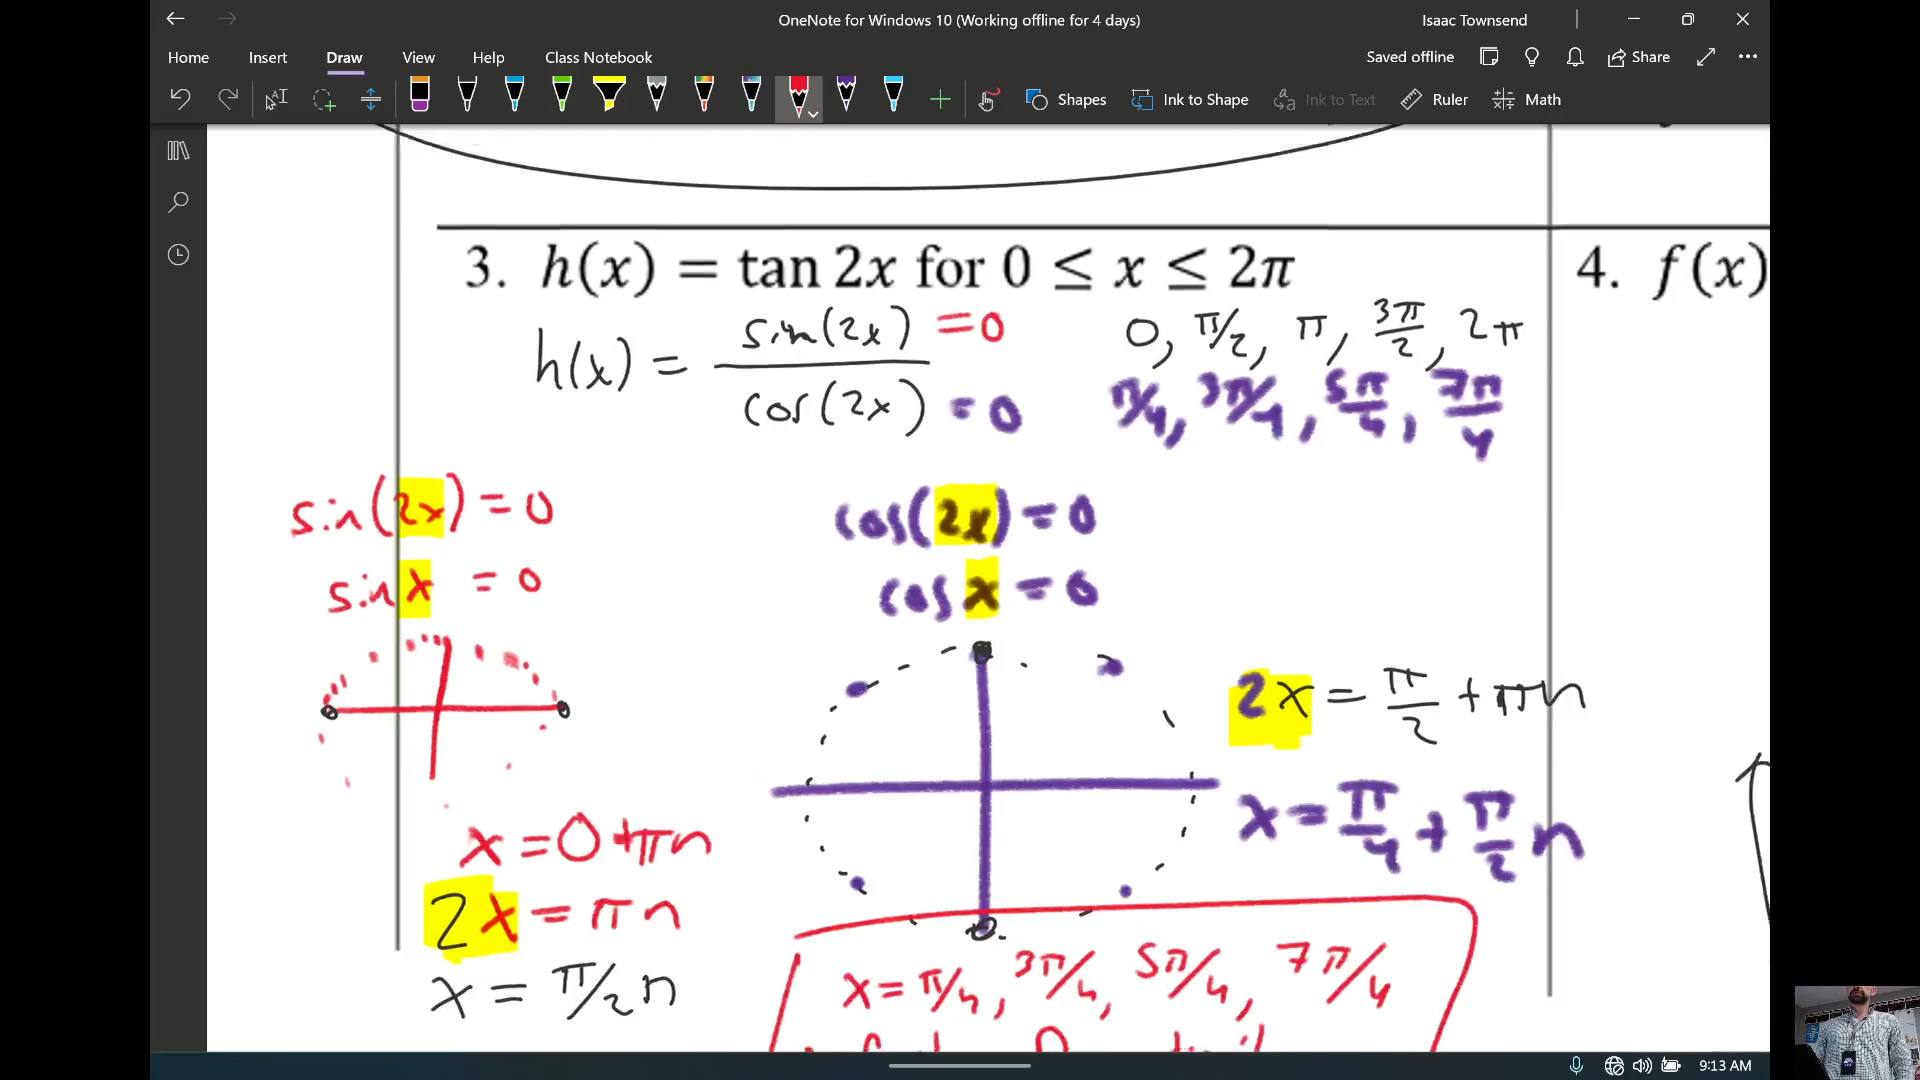 OneNote for Windows 10 (Working offline for 4 days)
Isaac Townsend
Home Insert Draw View Help Class Notebook
Saved offline Share
Shapes Ink to Shape Ink to Text Ruler Math
3. h(x) = tan 2x for 0 ≤ x ≤ 2π
4. f(x)
h(x) = sin(2x) = 0
cos(2x) = 0
0, π/2, π, 3π/2, 2π
π/4, 3π/4, 5π/4, 7π/4
sin(2x) = 0
sin x = 0
cos(2x) = 0
cos x = 0
2x = π/2 + πn
x = π/4 + π/2 n
x = 0 + πn
2x = πn
x = π/2 n
x = π/4, 3π/4, 5π/4, 7π/4
9:13 AM